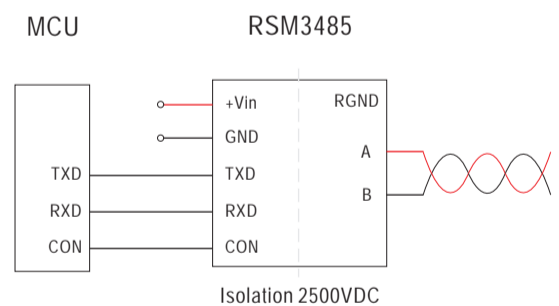 MCU
RSM3485
+Vin
RGND
GND
A
TXD
TXD
B
RXD
RXD
CON
CON
Isolation 2500VDC